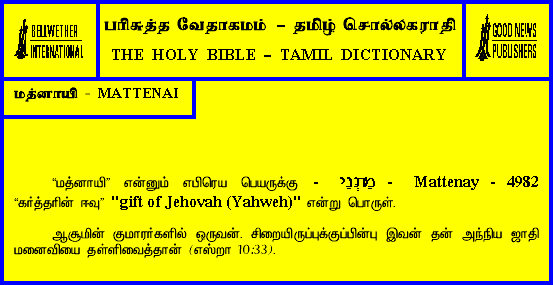 BELLWETHER
INTERNATIONAL
பரிசுத்த வேதாகமம் – தமிழ் சொல்லகராதி
THE HOLY BIBLE – TAMIL DICTIONARY
GOOD NEWS
PUBLISHERS
மத்னாயி - MATTENAI
“மத்னாயி” என்னும் எபிரெய பெயருக்கு - מַתְּנַי - Mattenay - 4982
“கர்த்தரின் ஈவு” "gift of Jehovah (Yahweh)" என்று பொருள்.
ஆசூமின் குமாரர்களில் ஒருவன். சிறையிருப்புக்குப்பின்பு இவன் தன் அந்நிய ஜாதி
மனைவியை தள்ளிவைத்தான் (எஸ்றா 10:33).